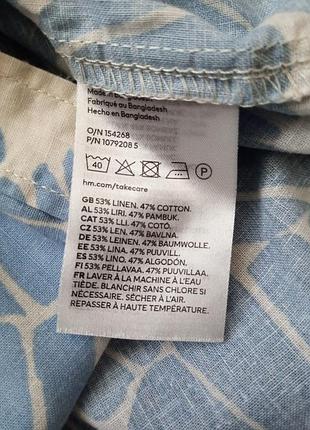 Made in Bangladesh
Fabriqué au Bangladesh
Hecho en Bangladesh
O/N 154268
P/N 1079208 5
40
P
hm.com/takecare
GB 53% LINEN. 47% COTTON.
AL 53% LIRI. 47% PAMBUK.
CAT 53% LLI. 47% COTÓ.
CZ 53% LEN. 47% BAVLNA.
DE 53% LEINEN. 47% BAUMWOLLE.
EE 53% LINA. 47% PUUVILL.
ES 53% LINO. 47% ALGODÓN.
FI 53% PELLAVAA. 47% PUUVILLAA.
FR LAVER À LA MACHINE À L'EAU
TIÈDE. BLANCHIR SANS CHLORE SI
NÉCESSAIRE. SÉCHER À L'AIR.
REPASSER À HAUTE TEMPÉRATURE.